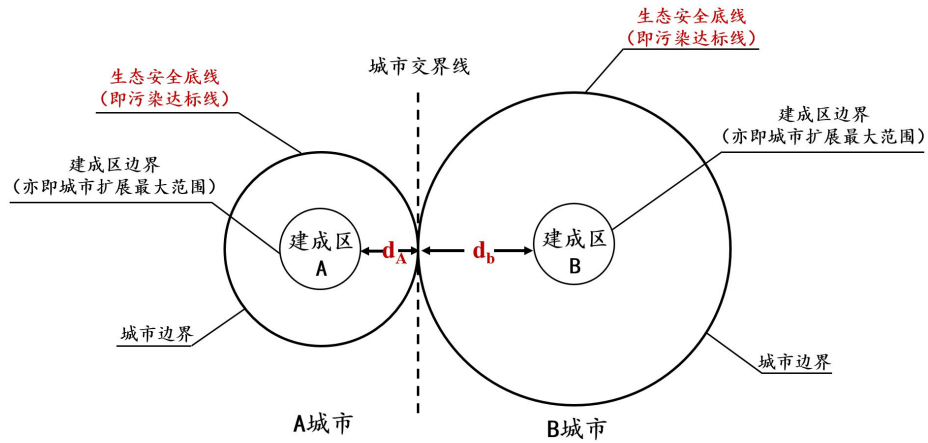 生态安全底线
（即污染达标线）
城市交界线
生态安全底线
（即污染达标线）
建成区边界
（亦即城市扩展最大范围）
建成区边界
（亦即城市扩展最大范围）
建成区
A
dA
db
建成区
B
城市边界
城市边界
A城市
B城市